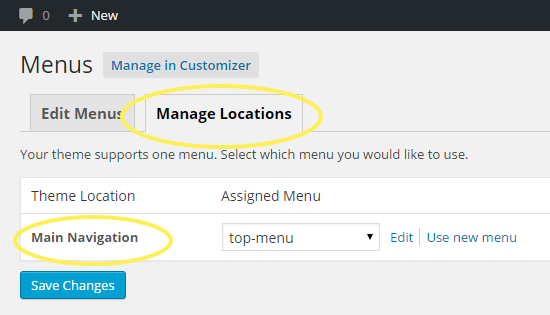 0 New
Menus Manage in Customizer
Edit Menus Manage Locations
Your theme supports one menu. Select which menu you would like to use.
Theme Location Assigned Menu
Main Navigation top-menu Edit Use new menu
Save Changes